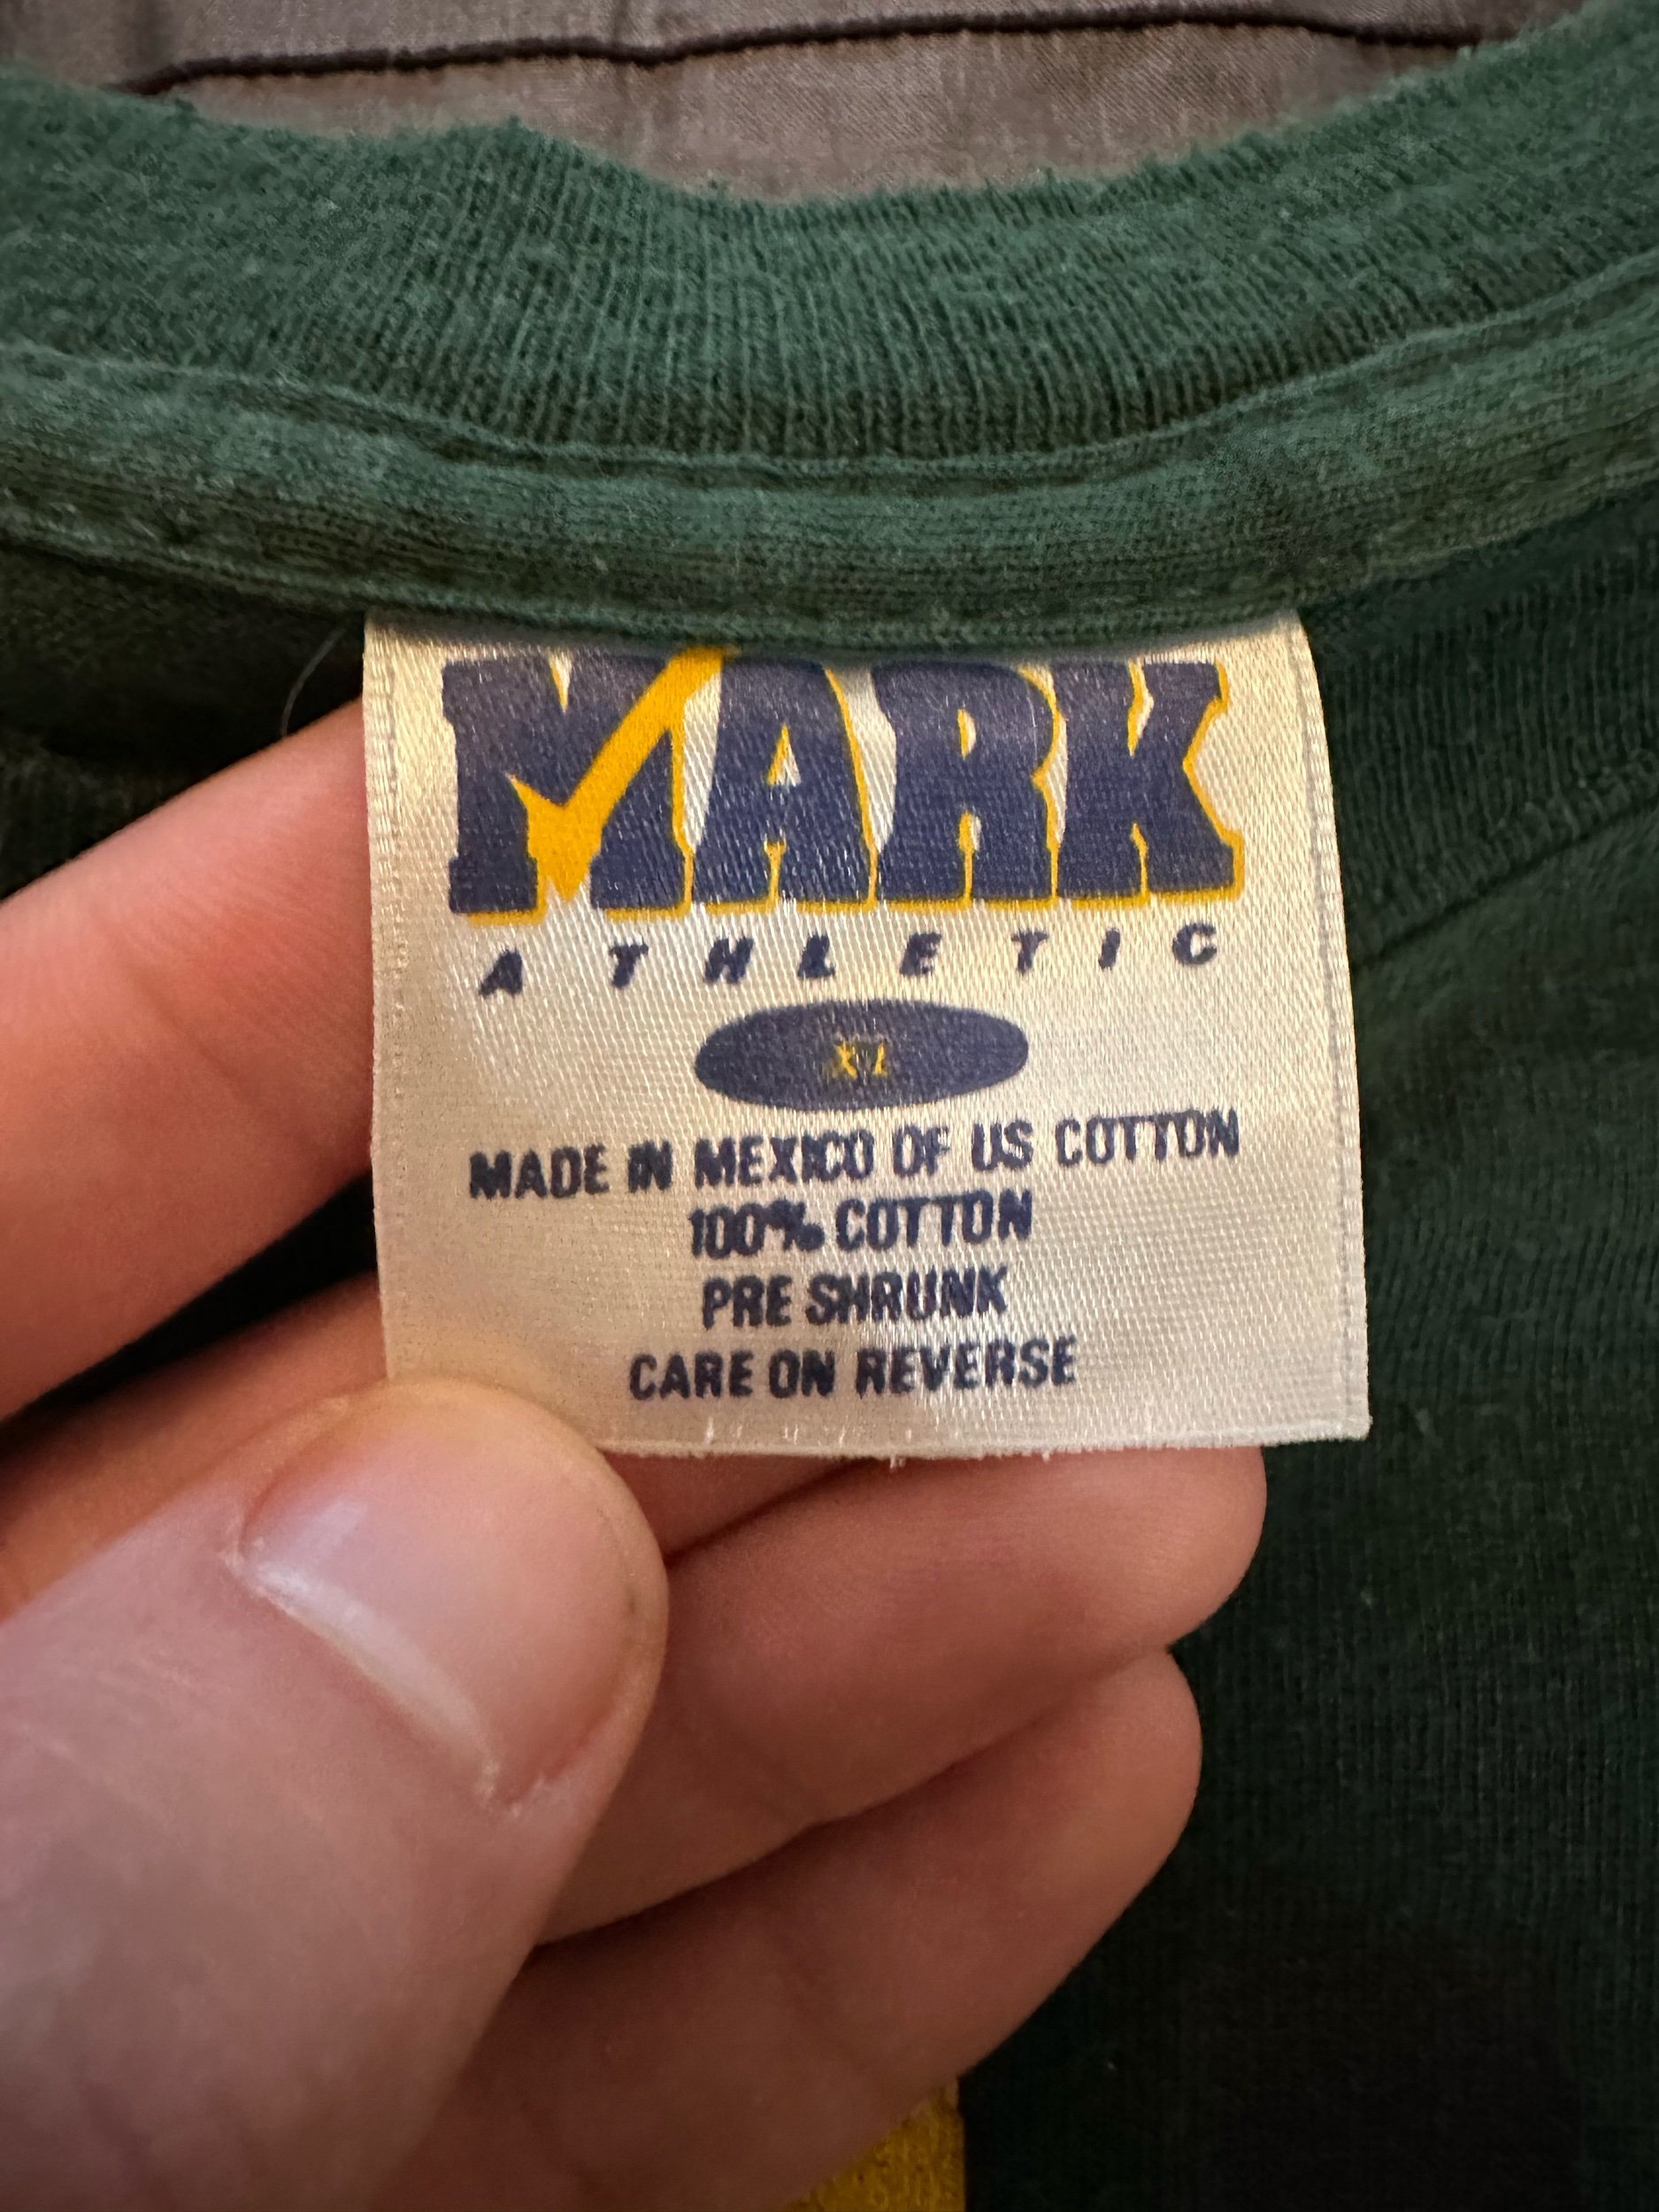 MARK
ATHLETIC
XL
MADE IN MEXICO OF US COTTON
100% COTTON
PRE SHRUNK
CARE ON REVERSE